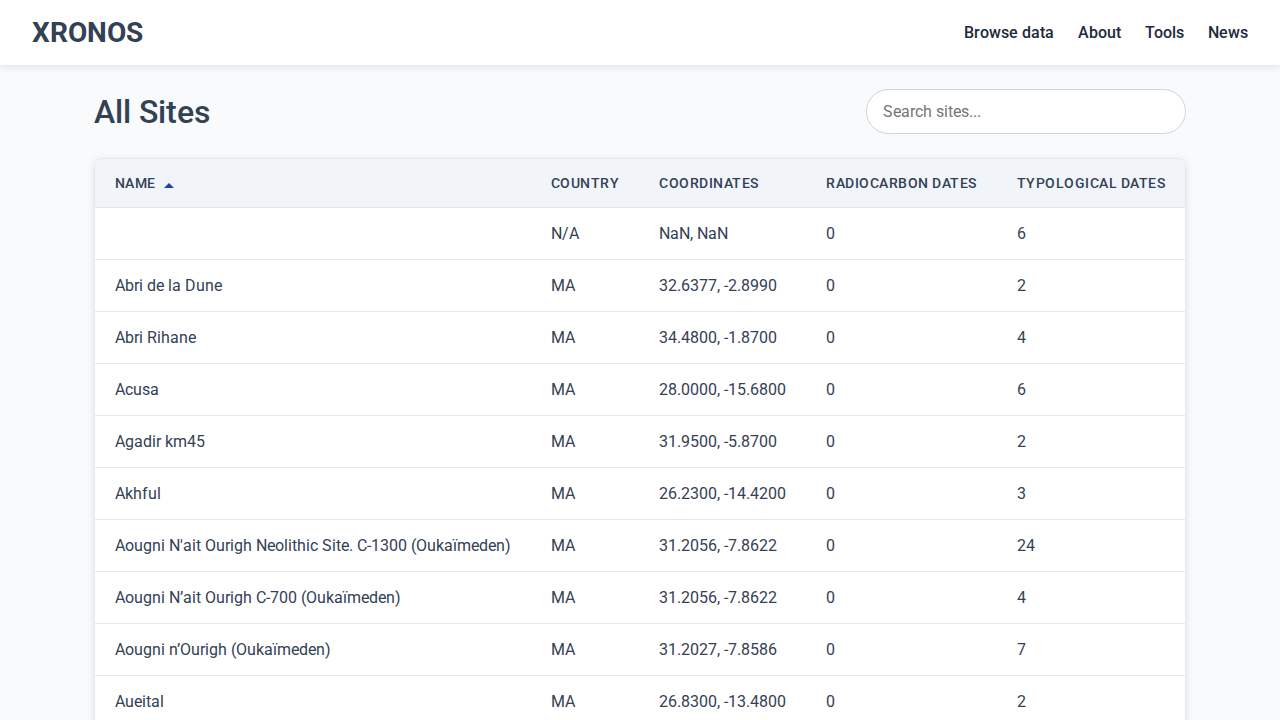 XRONOS
Browse data About Tools News
All Sites
Search sites...
NAME COUNTRY COORDINATES RADIOCARBON DATES TYPOLOGICAL DATES
N/A NaN, NaN 0 6
Abri de la Dune MA 32.6377, -2.8990 0 2
Abri Rihane MA 34.4800, -1.8700 0 4
Acusa MA 28.0000, -15.6800 0 6
Agadir km45 MA 31.9500, -5.8700 0 2
Akhful MA 26.2300, -14.4200 0 3
Aougni N'ait Ourigh Neolithic Site. C-1300 (Oukaïmeden) MA 31.2056, -7.8622 0 24
Aougni N’ait Ourigh C-700 (Oukaïmeden) MA 31.2056, -7.8622 0 4
Aougni n’Ourigh (Oukaïmeden) MA 31.2027, -7.8586 0 7
Aueital MA 26.8300, -13.4800 0 2